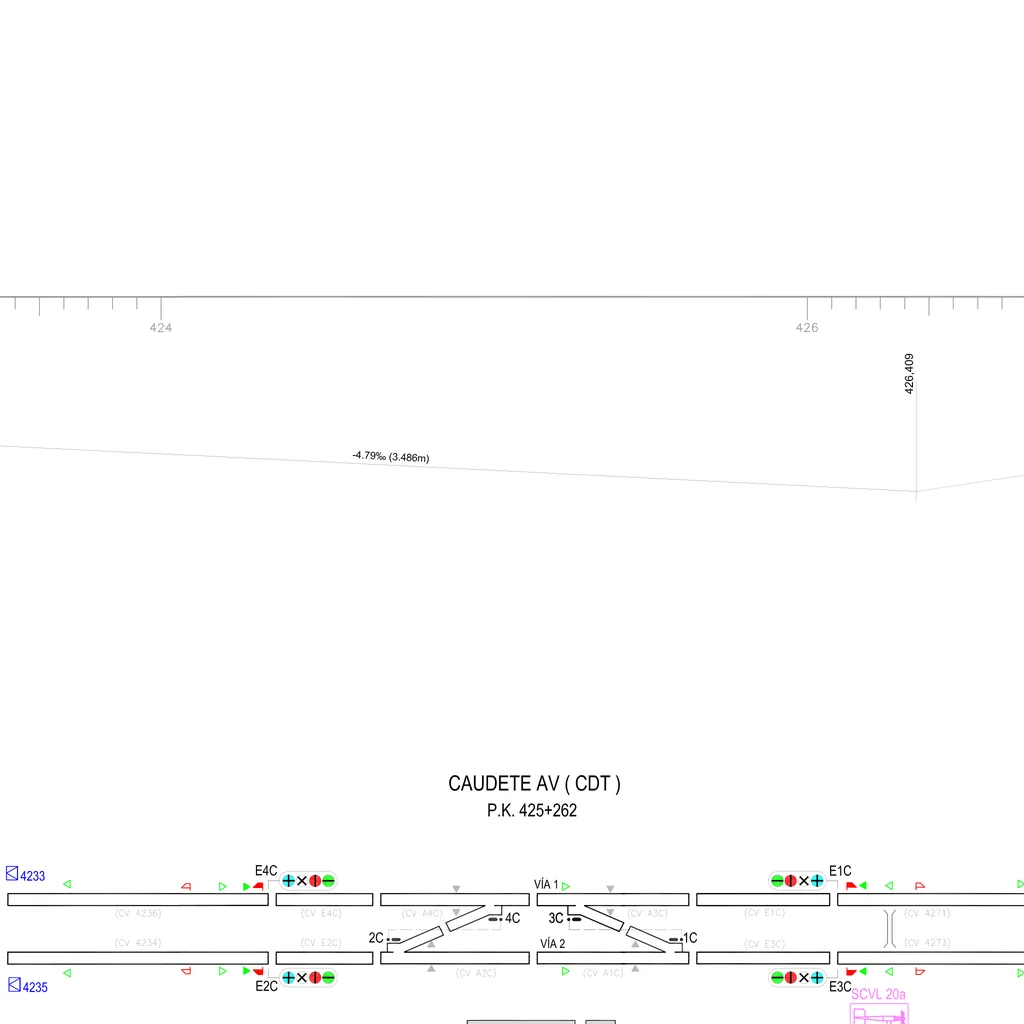 424
426
426,409
-4.79‰ (3.486m)
CAUDETE AV ( CDT )
P.K. 425+262
E4C
E1C
4233
VÍA 1
(CV 4236)
(CV E4C)
(CV A4C)
(CV A3C)
(CV E1C)
(CV 4271)
4C
3C
2C
1C
(CV 4234)
(CV E2C)
VÍA 2
(CV E3C)
(CV 4273)
(CV A2C)
(CV A1C)
4235
E2C
E3C
SCVL 20a